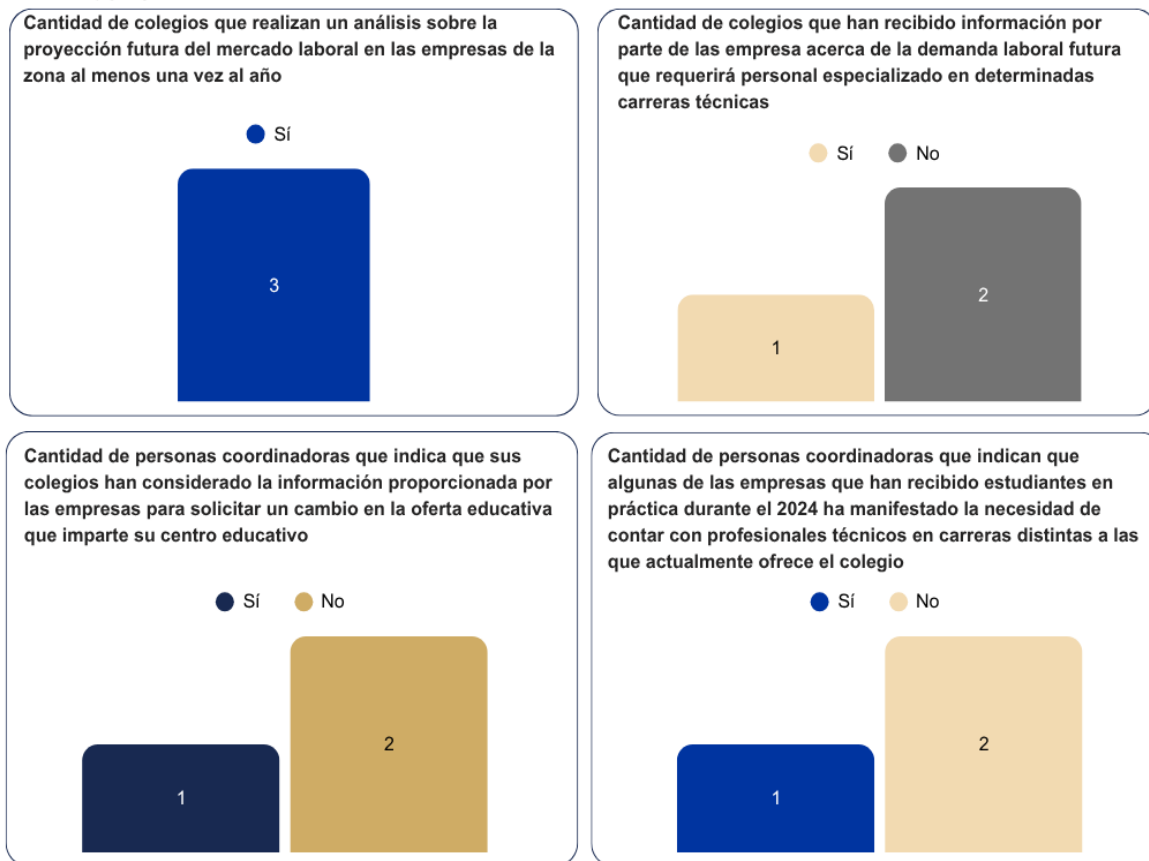 Cantidad de colegios que realizan un análisis sobre la
proyección futura del mercado laboral en las empresas de la
zona al menos una vez al año
Sí
3
Cantidad de colegios que han recibido información por
parte de las empresa acerca de la demanda laboral futura
que requerirá personal especializado en determinadas
carreras técnicas
Sí No
1
2
Cantidad de personas coordinadoras que indica que sus
colegios han considerado la información proporcionada por
las empresas para solicitar un cambio en la oferta educativa
que imparte su centro educativo
Sí No
1
2
Cantidad de personas coordinadoras que indican que
algunas de las empresas que han recibido estudiantes en
práctica durante el 2024 ha manifestado la necesidad de
contar con profesionales técnicos en carreras distintas a las
que actualmente ofrece el colegio
Sí No
1
2